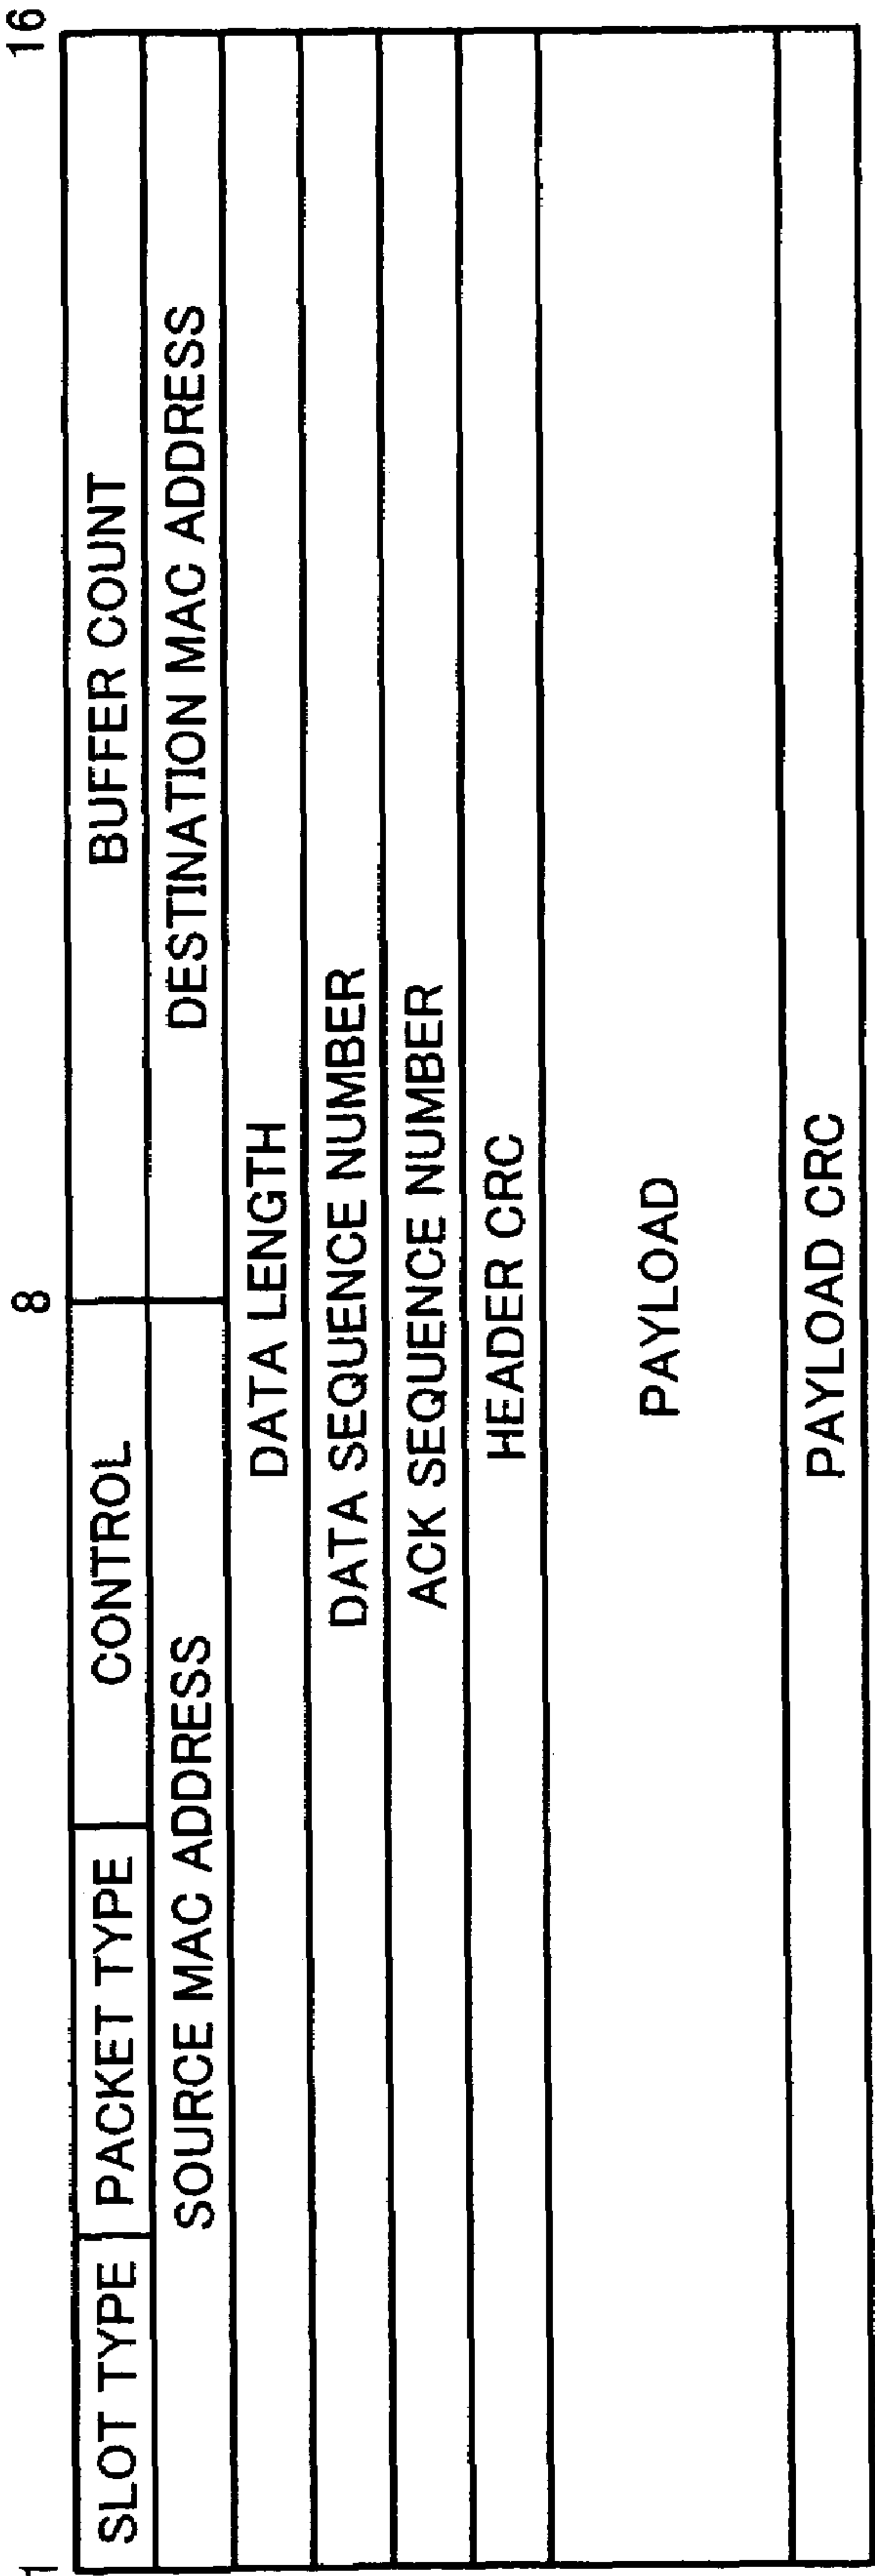 1 8 16
SLOT TYPE PACKET TYPE CONTROL BUFFER COUNT
SOURCE MAC ADDRESS DESTINATION MAC ADDRESS
DATA LENGTH
DATA SEQUENCE NUMBER
ACK SEQUENCE NUMBER
HEADER CRC
PAYLOAD
PAYLOAD CRC